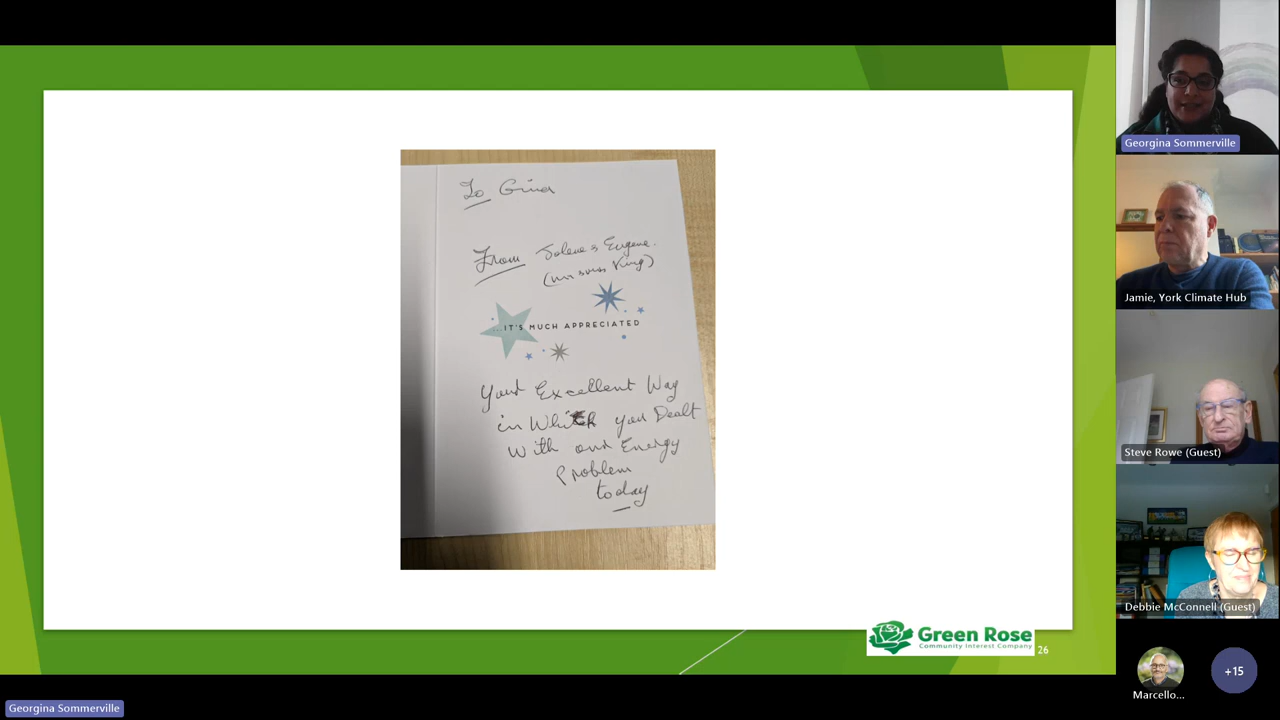 To Gina
From
Eugene.
(
King)
...IT'S MUCH APPRECIATED
Your Excellent Way
in Which you Dealt
With our Energy
Problem
today
Green Rose
Community Interest Company
26
Georgina Sommerville
Jamie, York Climate Hub
Steve Rowe (Guest)
Debbie McConnell (Guest)
Marcello...
+15
Georgina Sommerville